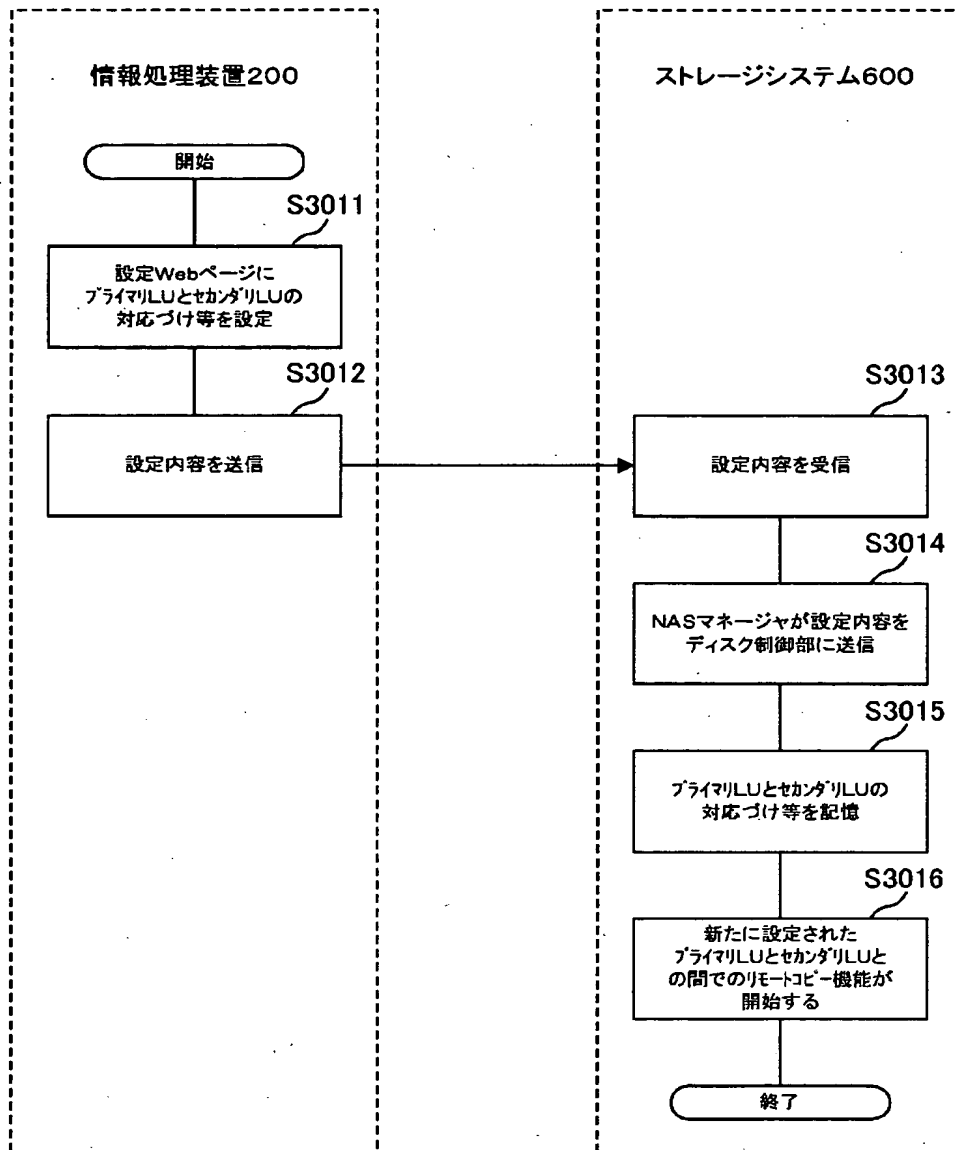 情報処理装置200
開始
S3011
設定Webページに
プライマリLUとセカンダリLUの
対応づけ等を設定
S3012
設定内容を送信
ストレージシステム600
S3013
設定内容を受信
S3014
NASマネージャが設定内容を
ディスク制御部に送信
S3015
プライマリLUとセカンダリLUの
対応づけ等を記憶
S3016
新たに設定された
プライマリLUとセカンダリLUと
の間でのリモートコピー機能が
開始する
終了